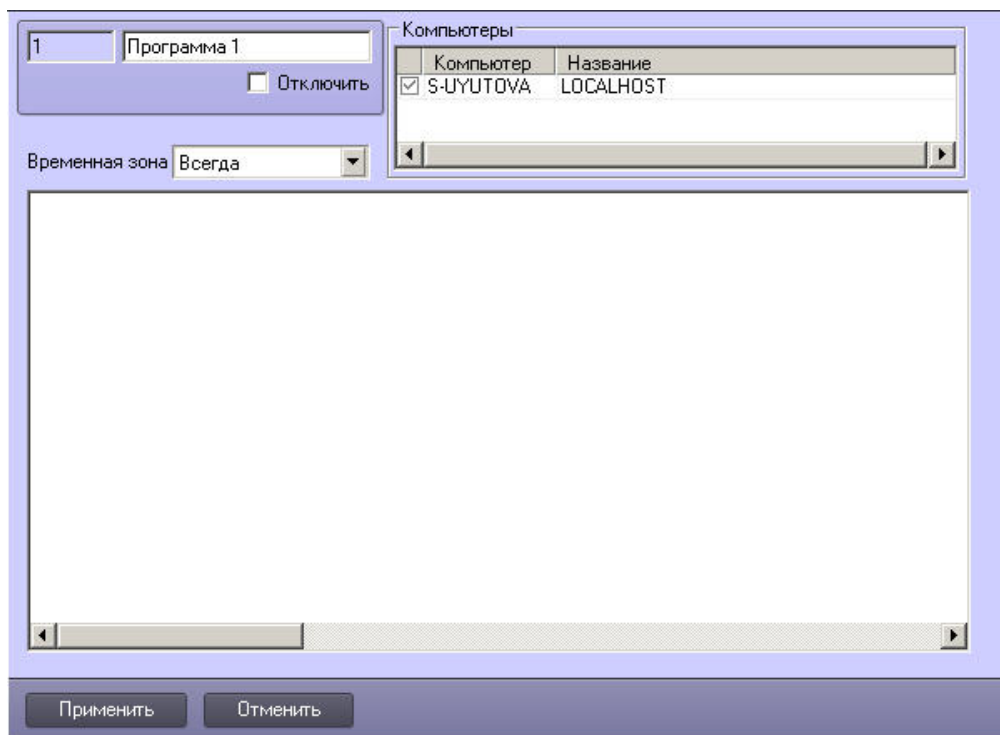 1 Программа 1
Отключить
Временная зона Всегда
Компьютеры
Компьютер Название
S-UYUTOVA LOCALHOST
Применить Отменить